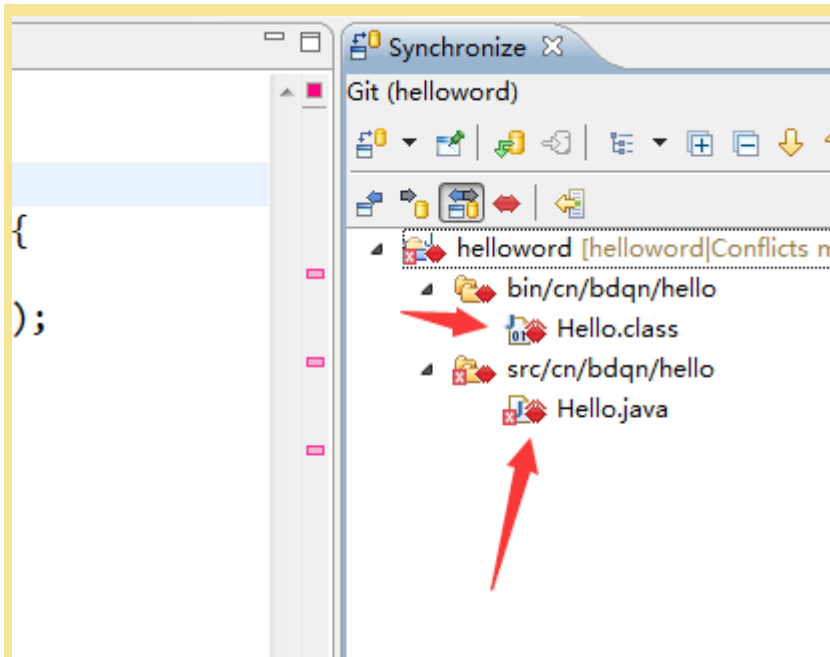 Synchronize
Git (helloword)
{
helloword [helloword|Conflicts m
bin/cn/bdqn/hello
);
Hello.class
src/cn/bdqn/hello
Hello.java